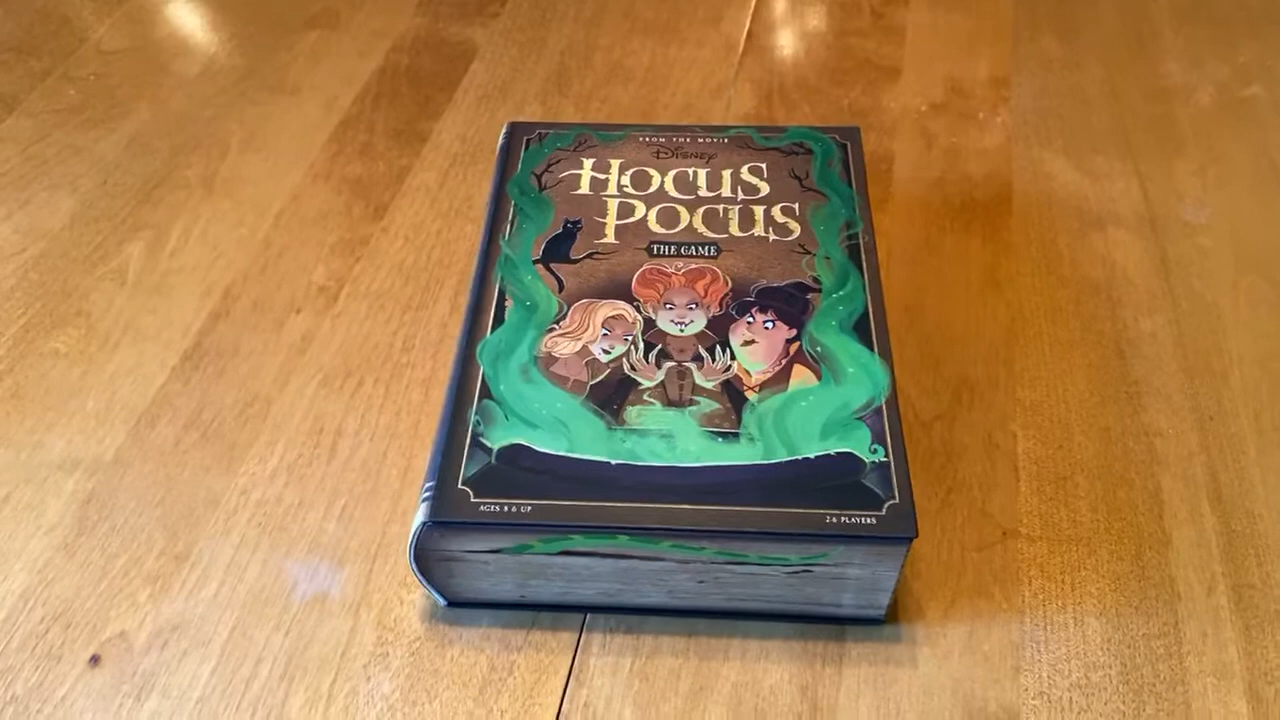 FROM THE MOVIE
DISNEY
HOCUS
POCUS
THE GAME
AGES 8 & UP
2-6 PLAYERS